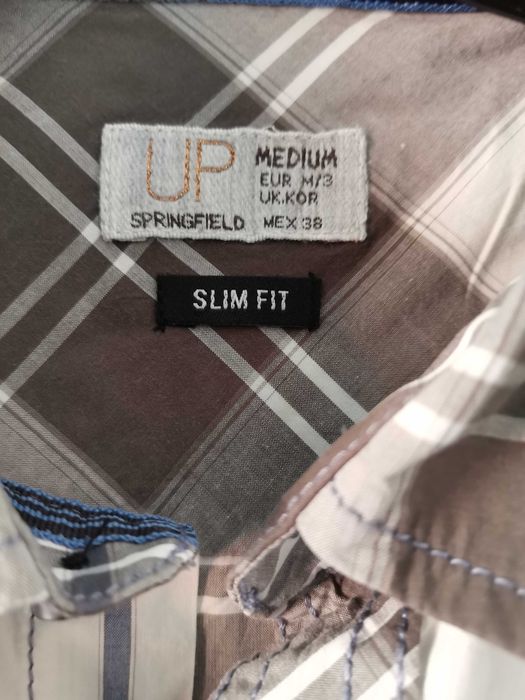 UP
SPRINGFIELD
MEDIUM
EUR M/3
UK.KOR
MEX 38
SLIM FIT